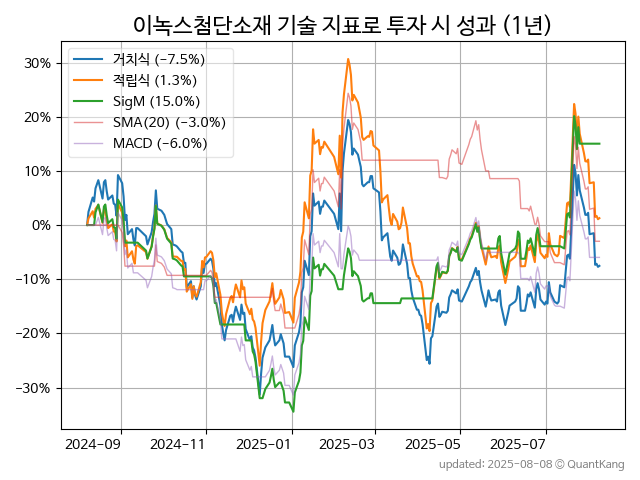 이녹스첨단소재 기술 지표로 투자 시 성과 (1년)
거치식 (−7.5%)
적립식 (1.3%)
SigM (15.0%)
SMA(20) (−3.0%)
MACD (−6.0%)
30%
20%
10%
0%
−10%
−20%
−30%
2024-09 2024-11 2025-01 2025-03 2025-05 2025-07
updated: 2025-08-08 © QuantKang